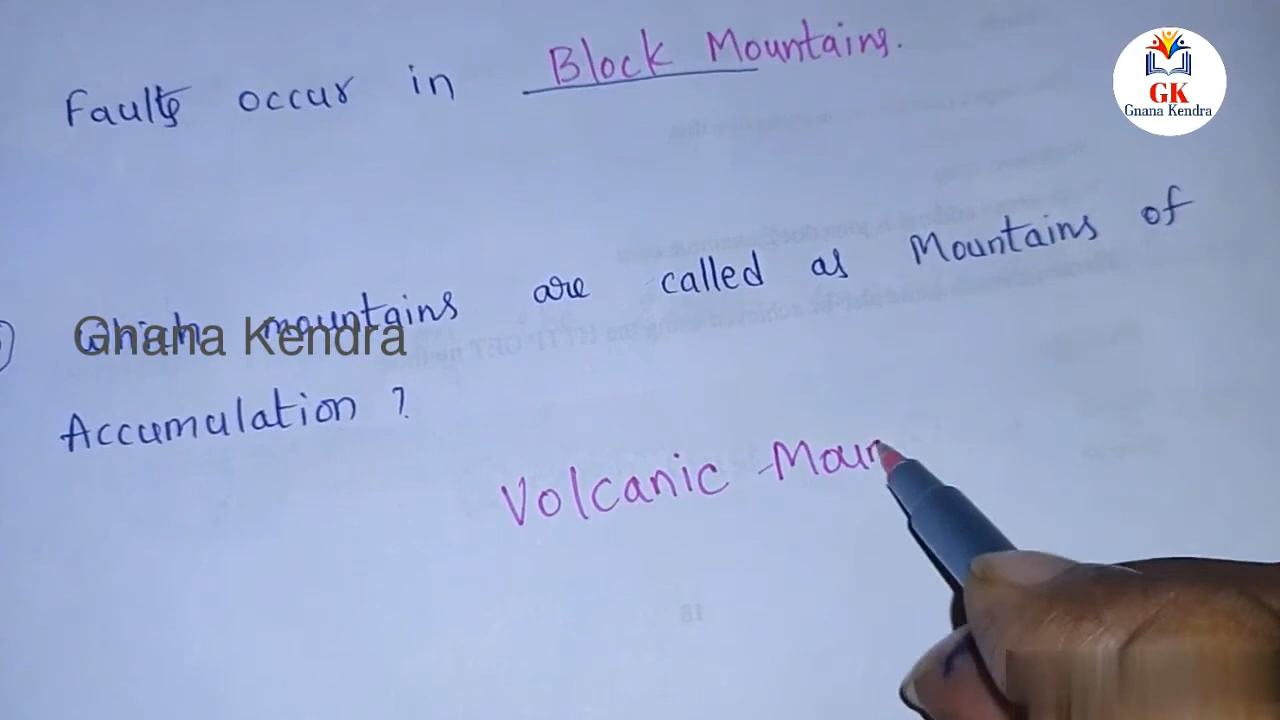 Faults occur in Block Mountains.
GK
Gnana Kendra
which mountains are called as Mountains of
Gnana Kendra
Accumulation ?
Volcanic Moun